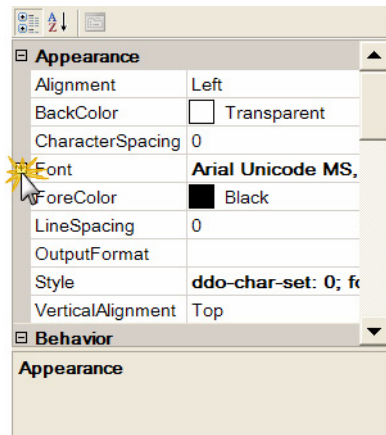 Appearance
Alignment Left
BackColor Transparent
CharacterSpacing 0
Font Arial Unicode MS,
ForeColor Black
LineSpacing 0
OutputFormat
Style ddo-char-set: 0; fo
VerticalAlignment Top
Behavior
Appearance